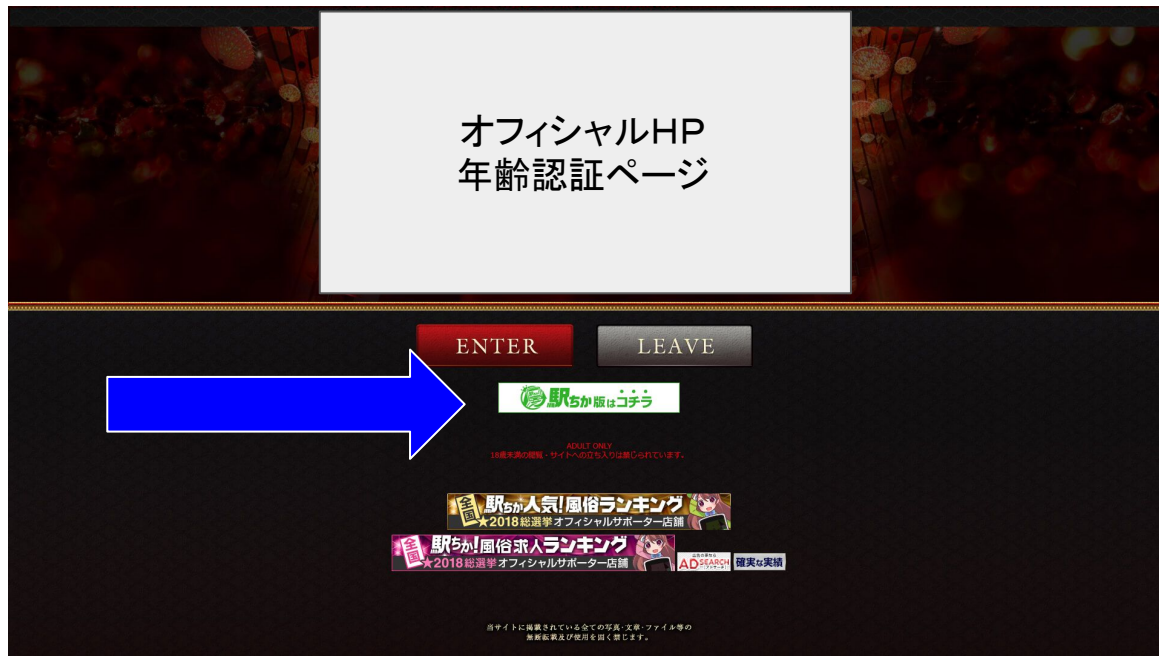 オフィシャルHP
年齢認証ページ
ENTER
LEAVE
駅ちか版はコチラ
ADULT ONLY
18歳未満の閲覧・サイトへの立ち入りは禁じられています。
全国
駅ちか人気!風俗ランキング
★2018総選挙オフィシャルサポーター店舗
全国
駅ちか!風俗求人ランキング
★2018総選挙オフィシャルサポーター店舗
AD SEARCH
確実な実績
当サイトに掲載されている全ての写真・文章・ファイル等の
無断転載及び使用を固く禁じます。